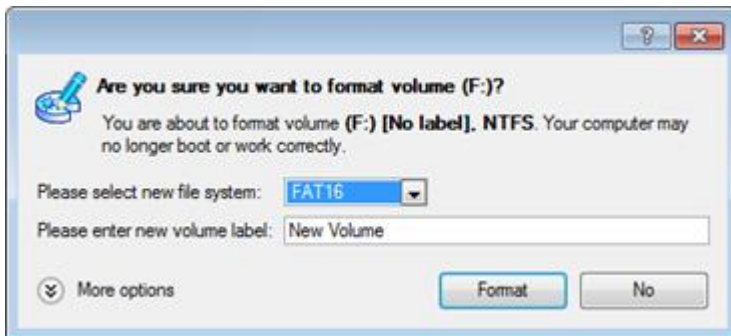 Are you sure you want to format volume (F:)?
You are about to format volume (F:) [No label], NTFS. Your computer may
no longer boot or work correctly.
Please select new file system: FAT16
Please enter new volume label: New Volume
More options Format No